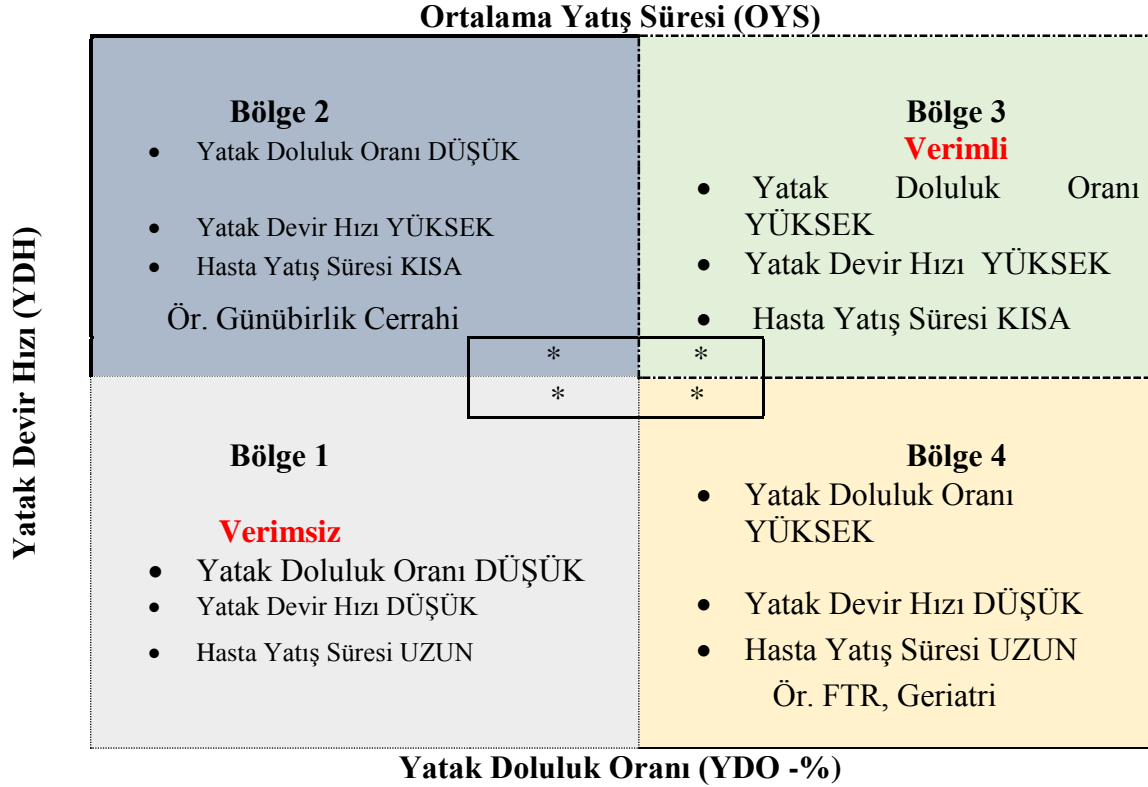 Ortalama Yatış Süresi (OYS)
Yatak Devir Hızı (YDH)
Bölge 2
• Yatak Doluluk Oranı DÜŞÜK
• Yatak Devir Hızı YÜKSEK
• Hasta Yatış Süresi KISA
Ör. Günübirlik Cerrahi
Bölge 3
Verimli
• Yatak Doluluk Oranı
YÜKSEK
• Yatak Devir Hızı YÜKSEK
• Hasta Yatış Süresi KISA
* *
* *
Bölge 1
Verimsiz
• Yatak Doluluk Oranı DÜŞÜK
• Yatak Devir Hızı DÜŞÜK
• Hasta Yatış Süresi UZUN
Bölge 4
• Yatak Doluluk Oranı
YÜKSEK
• Yatak Devir Hızı DÜŞÜK
• Hasta Yatış Süresi UZUN
Ör. FTR, Geriatri
Yatak Doluluk Oranı (YDO -%)